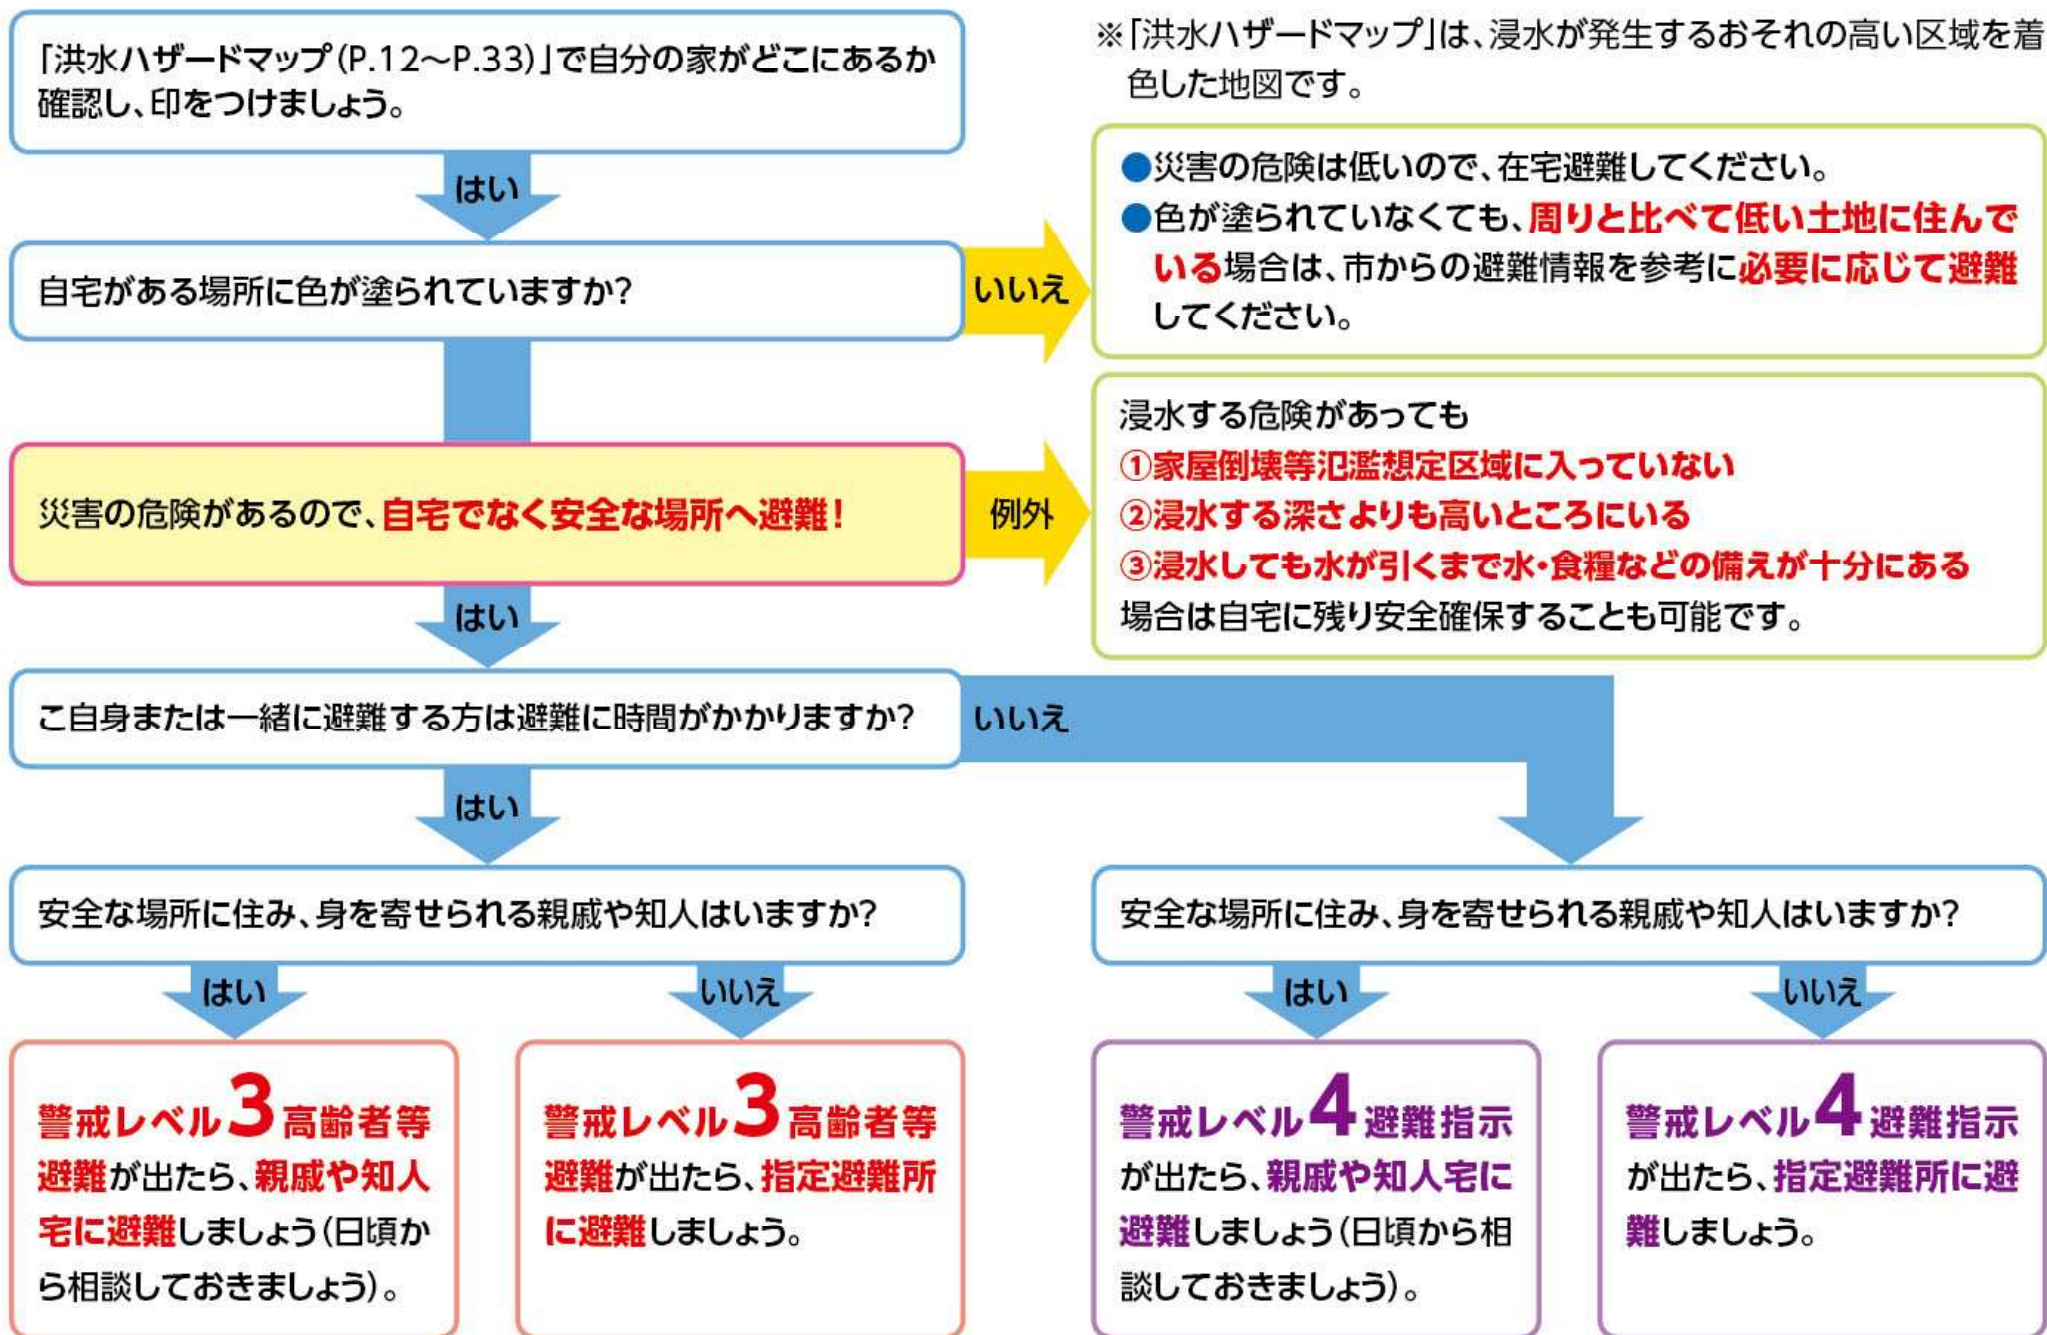 「洪水ハザードマップ(P.12～P.33)」で自分の家がどこにあるか
確認し、印をつけましょう。
※「洪水ハザードマップ」は、浸水が発生するおそれの高い区域を着
色した地図です。
はい
自宅がある場所に色が塗られていますか?
いいえ
●災害の危険は低いので、在宅避難してください。
●色が塗られていなくても、周りと比べて低い土地に住んで
いる場合は、市からの避難情報を参考に必要に応じて避難
してください。
災害の危険があるので、自宅でなく安全な場所へ避難!
例外
浸水する危険があっても
①家屋倒壊等氾濫想定区域に入っていない
②浸水する深さよりも高いところにいる
③浸水しても水が引くまで水・食糧などの備えが十分にある
場合は自宅に残り安全確保することも可能です。
はい
こ自身または一緒に避難する方は避難に時間がかかりますか?
いいえ
はい
安全な場所に住み、身を寄せられる親戚や知人はいますか?
はい
いいえ
警戒レベル3高齢者等
避難が出たら、親戚や知人
宅に避難しましょう(日頃か
ら相談しておきましょう)。
警戒レベル3高齢者等
避難が出たら、指定避難所
に避難しましょう。
安全な場所に住み、身を寄せられる親戚や知人はいますか?
はい
いいえ
警戒レベル4避難指示
が出たら、親戚や知人宅に
避難しましょう(日頃から相
談しておきましょう)。
警戒レベル4避難指示
が出たら、指定避難所に避
難しましょう。